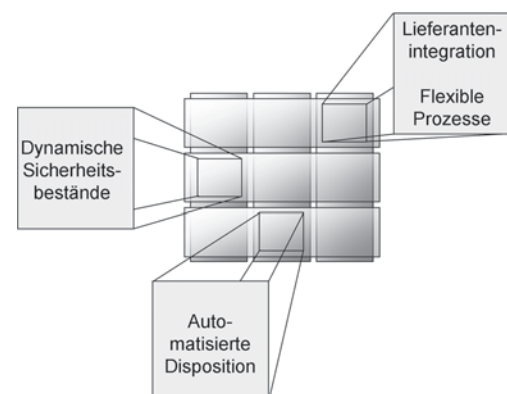 Lieferanten-
integration
Flexible
Prozesse
Dynamische
Sicherheits-
bestände
Auto-
matisierte
Disposition